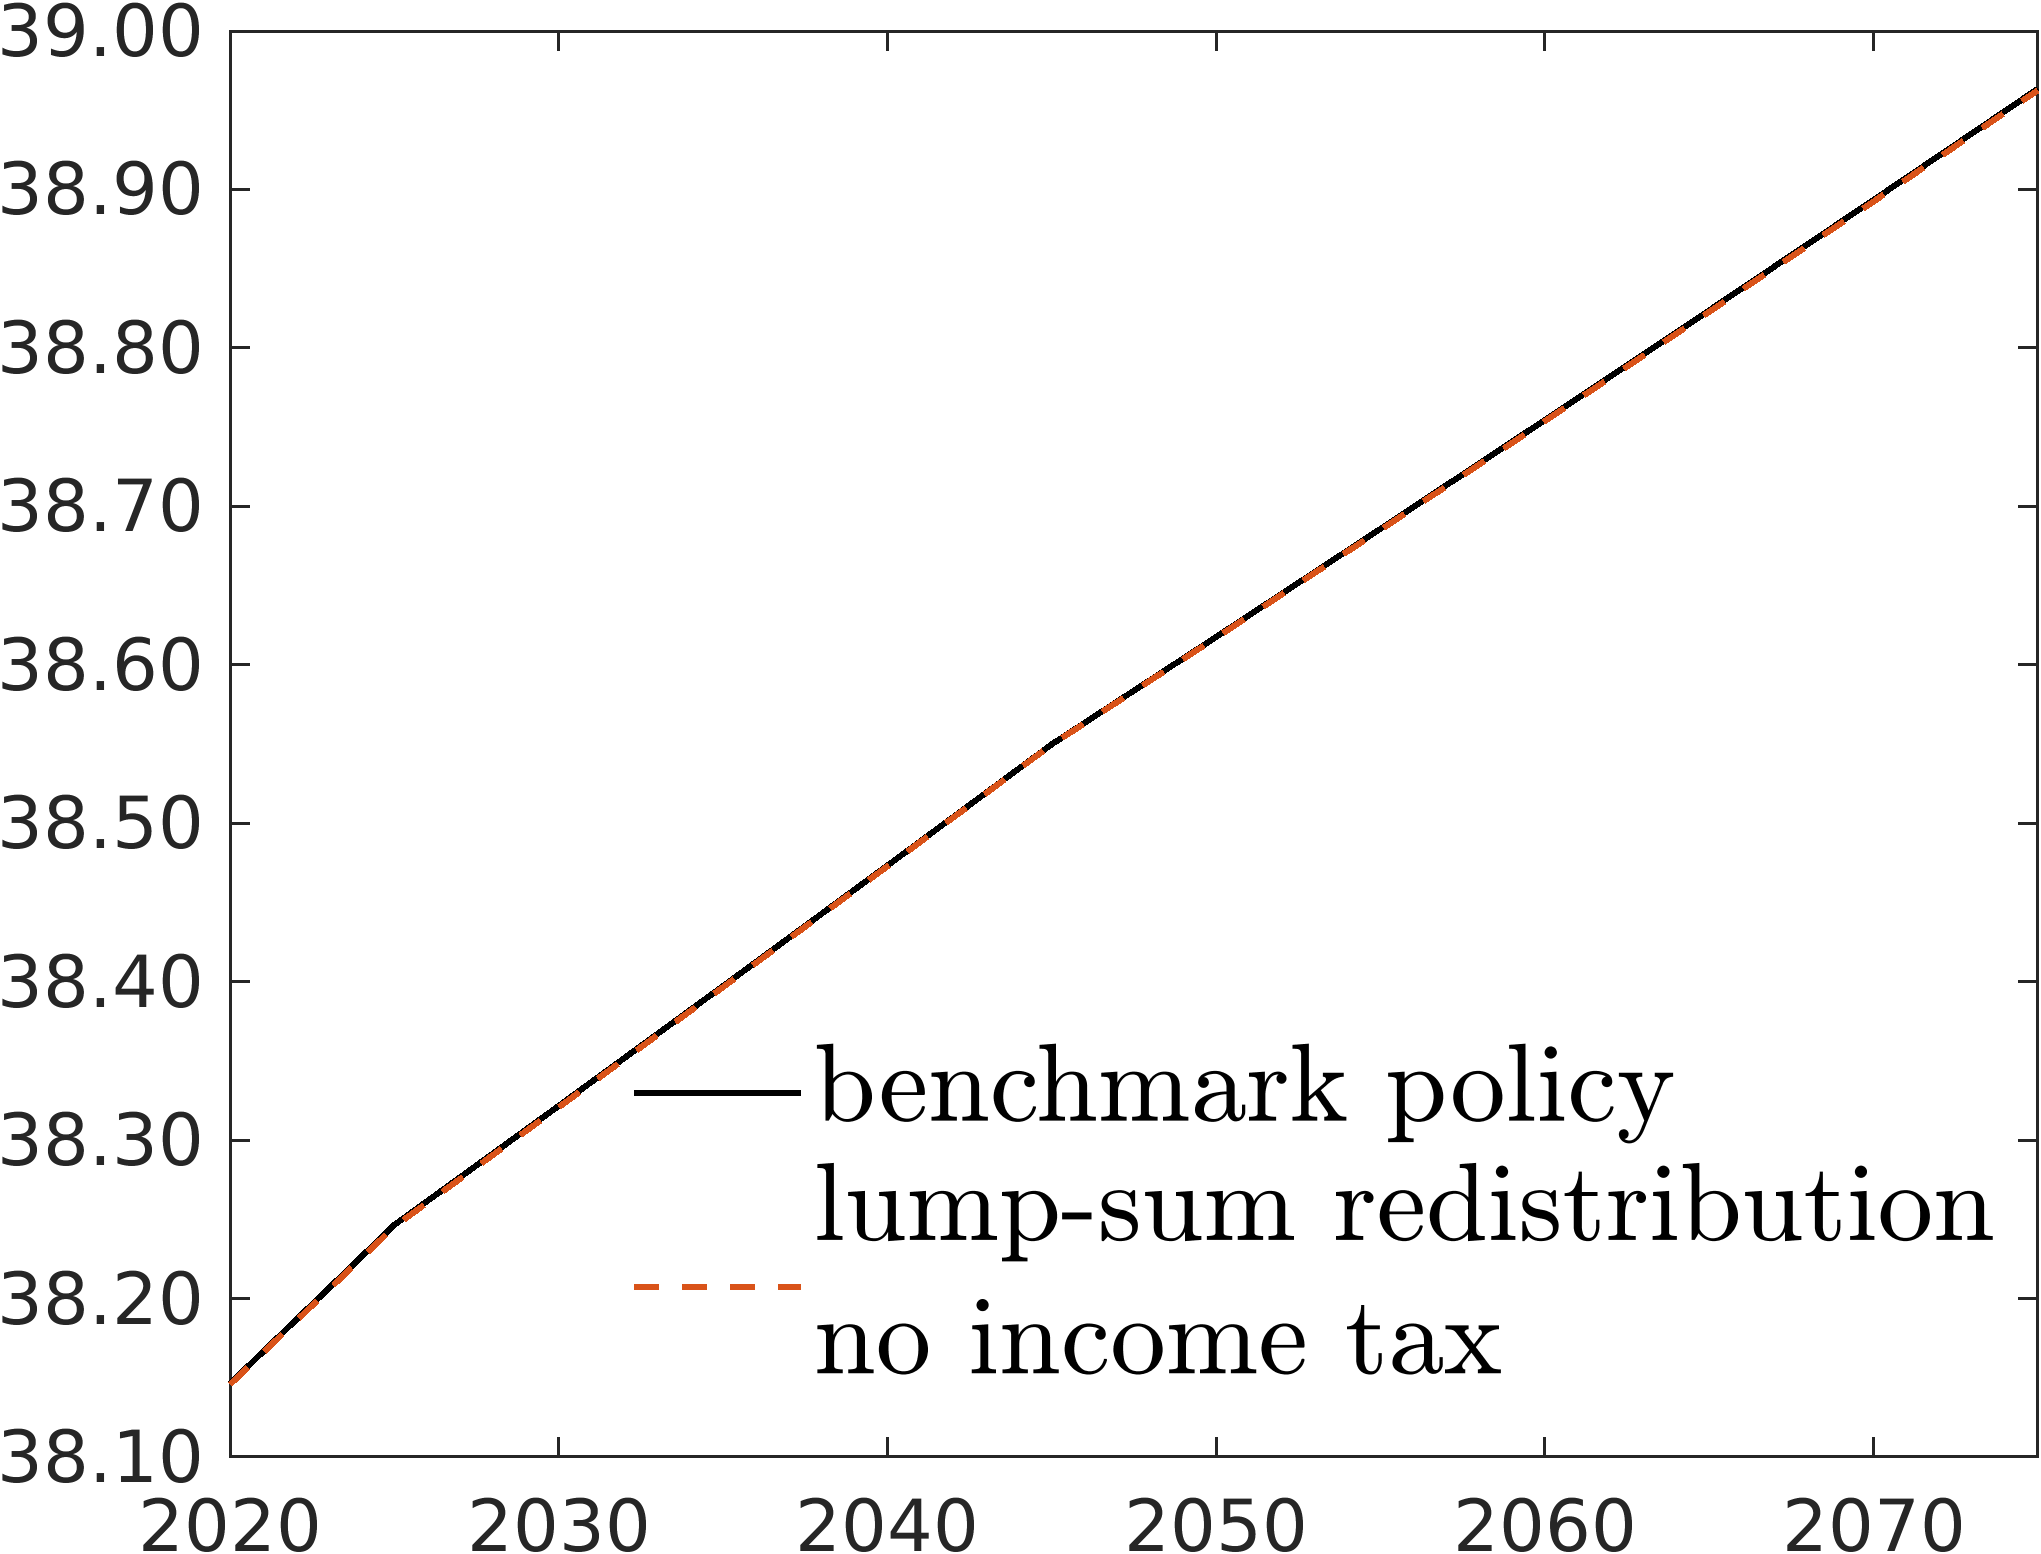 39.00
38.90
38.80
38.70
38.60
38.50
38.40
38.30
38.20
38.10
benchmark policy
lump-sum redistribution
no income tax
2020 2030 2040 2050 2060 2070